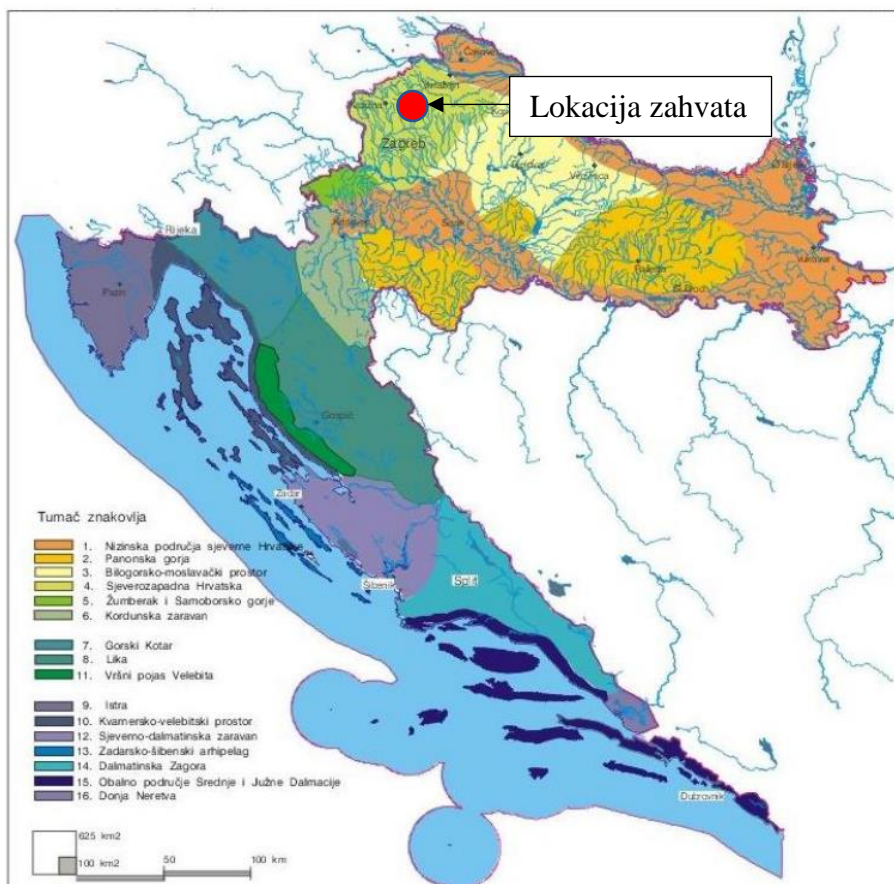 Lokacija zahvata
Zagreb
Rijeka
Pazin
Gospić
Zadar
Šibenik
Split
Dubrovnik
Vukovar
Tumač znakovlja
1. Nizinska područja sjeverne Hrvatske
2. Panonska gorja
3. Bilogorsko-moslavački prostor
4. Sjeverozapadna Hrvatska
5. Žumberak i Samoborsko gorje
6. Kordunska zaravan
7. Gorski Kotar
8. Lika
11. Vršni pojas Velebita
9. Istra
10. Kvarnersko-velebitski prostor
12. Sjeverno-dalmatinska zaravan
13. Zadarsko-šibenski arhipelag
14. Dalmatinska Zagora
15. Obalno područje Srednje i Južne Dalmacije
16. Donja Neretva
625 km2
100 km2
50
100 km